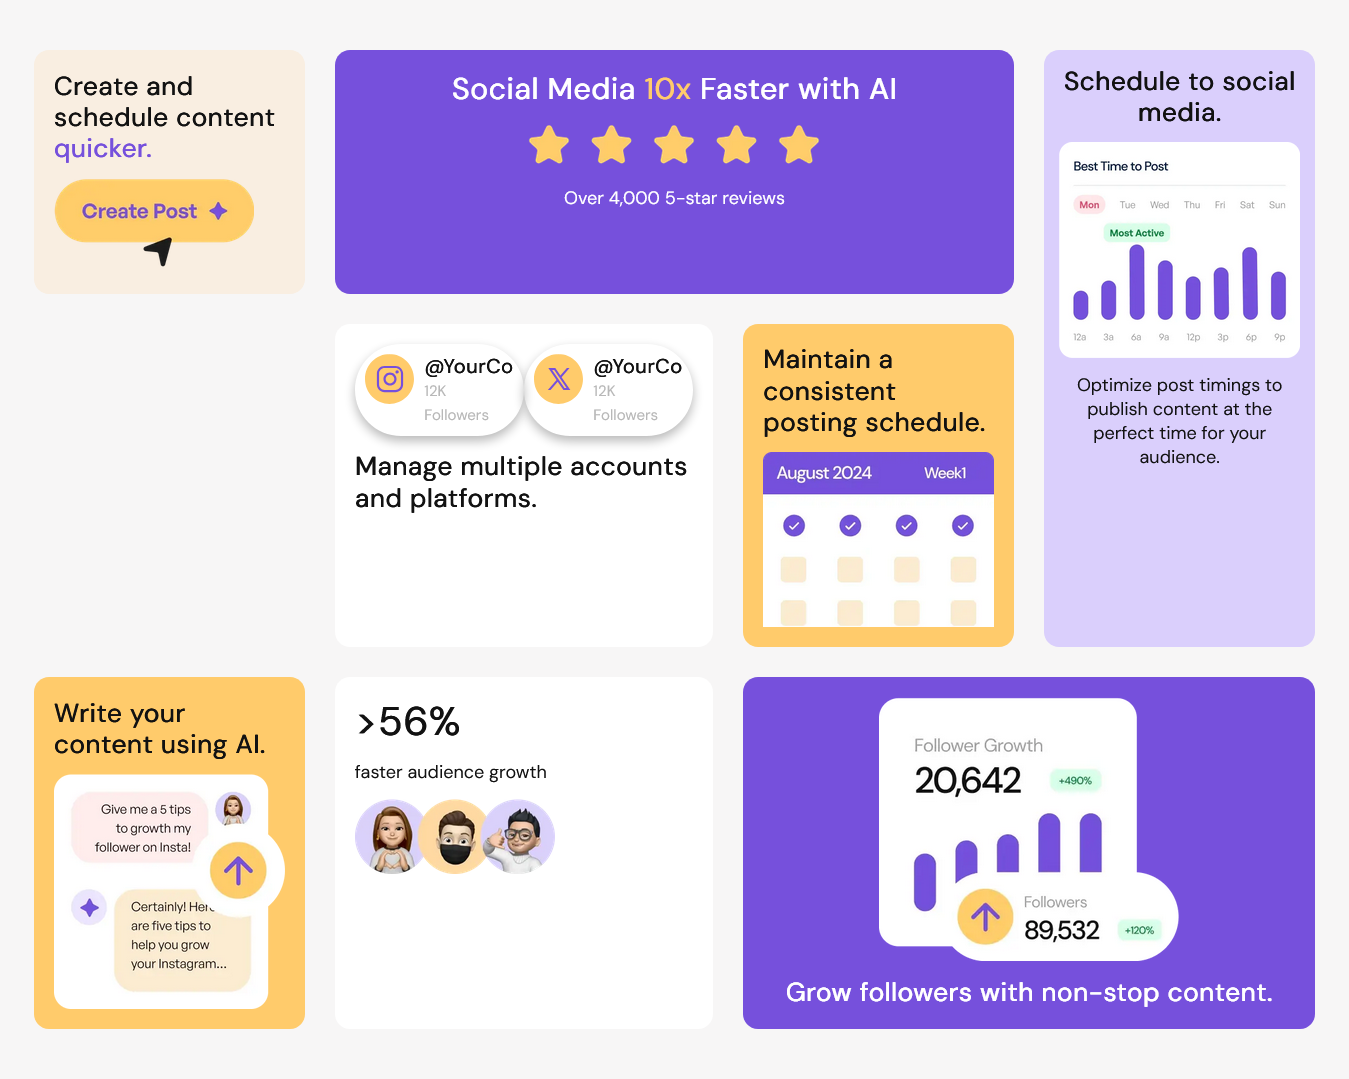 Create and
schedule content
quicker.
Create Post
Social Media 10x Faster with AI
Over 4,000 5-star reviews
Schedule to social
media.
Best Time to Post
Mon Tue Wed Thu Fri Sat Sun
Most Active
12a 3a 6a 9a 12p 3p 6p 9p
Optimize post timings to
publish content at the
perfect time for your
audience.
@YourCo
12K
Followers
@YourCo
12K
Followers
Manage multiple accounts
and platforms.
Maintain a
consistent
posting schedule.
August 2024 Week1
Write your
content using AI.
Give me a 5 tips
to growth my
follower on Insta!
Certainly! Here
are five tips to
help you grow
your Instagram...
>56%
faster audience growth
Follower Growth
20,642 +490%
Followers
89,532 +120%
Grow followers with non-stop content.